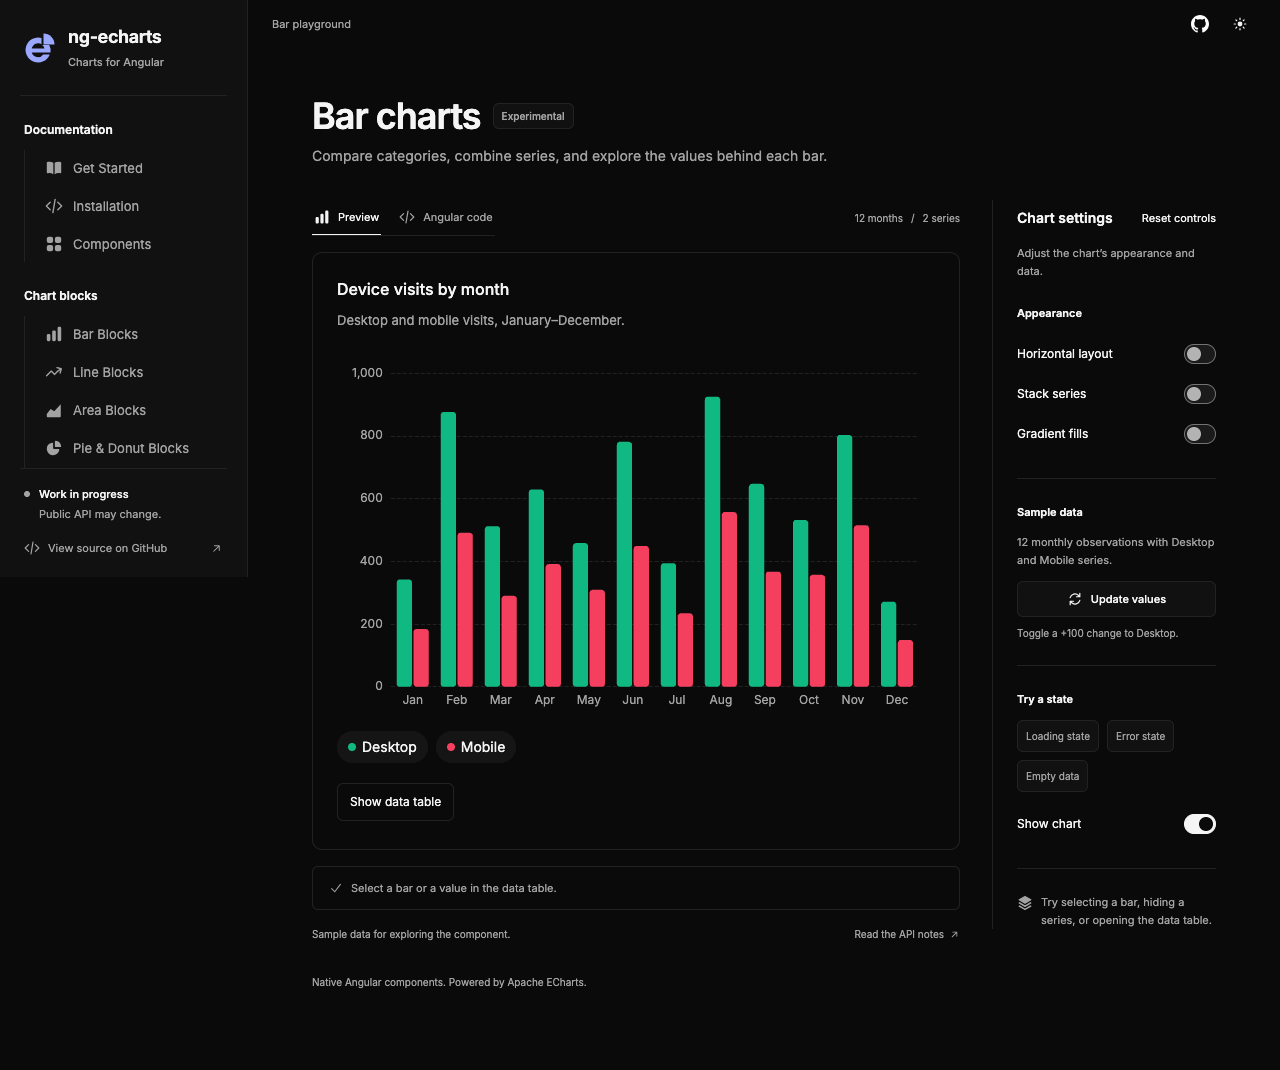 ng-echarts
Charts for Angular
Documentation
Get Started
Installation
Components
Chart blocks
Bar Blocks
Line Blocks
Area Blocks
Pie & Donut Blocks
Work in progress
Public API may change.
View source on GitHub
Bar playground
Bar charts
Experimental
Compare categories, combine series, and explore the values behind each bar.
Preview
Angular code
12 months / 2 series
Device visits by month
Desktop and mobile visits, January–December.
1,000
800
600
400
200
0
Jan Feb Mar Apr May Jun Jul Aug Sep Oct Nov Dec
Desktop
Mobile
Show data table
Select a bar or a value in the data table.
Sample data for exploring the component.
Read the API notes
Native Angular components. Powered by Apache ECharts.
Chart settings
Reset controls
Adjust the chart’s appearance and
data.
Appearance
Horizontal layout
Stack series
Gradient fills
Sample data
12 monthly observations with Desktop
and Mobile series.
Update values
Toggle a +100 change to Desktop.
Try a state
Loading state
Error state
Empty data
Show chart
Try selecting a bar, hiding a
series, or opening the data table.